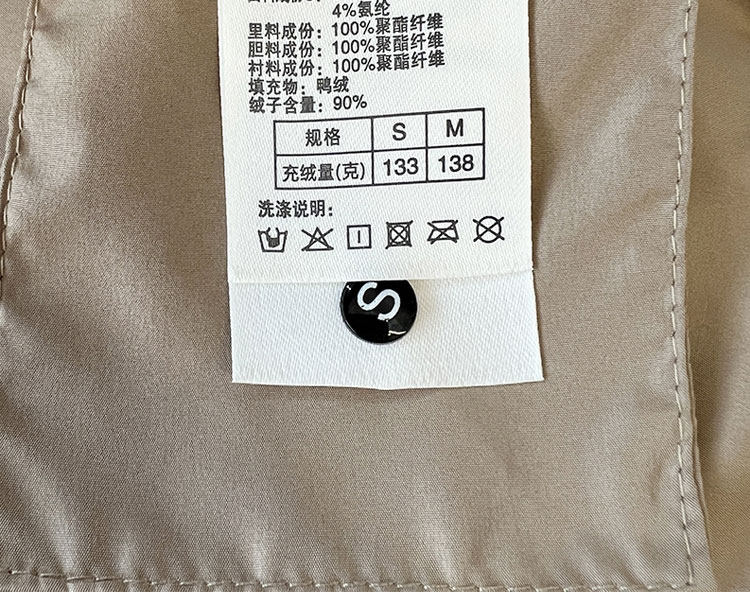 4%氨纶
里料成份：100%聚酯纤维
胆料成份：100%聚酯纤维
衬料成份：100%聚酯纤维
填充物：鸭绒
绒子含量：90%
规格 S M
充绒量(克) 133 138
洗涤说明：
S